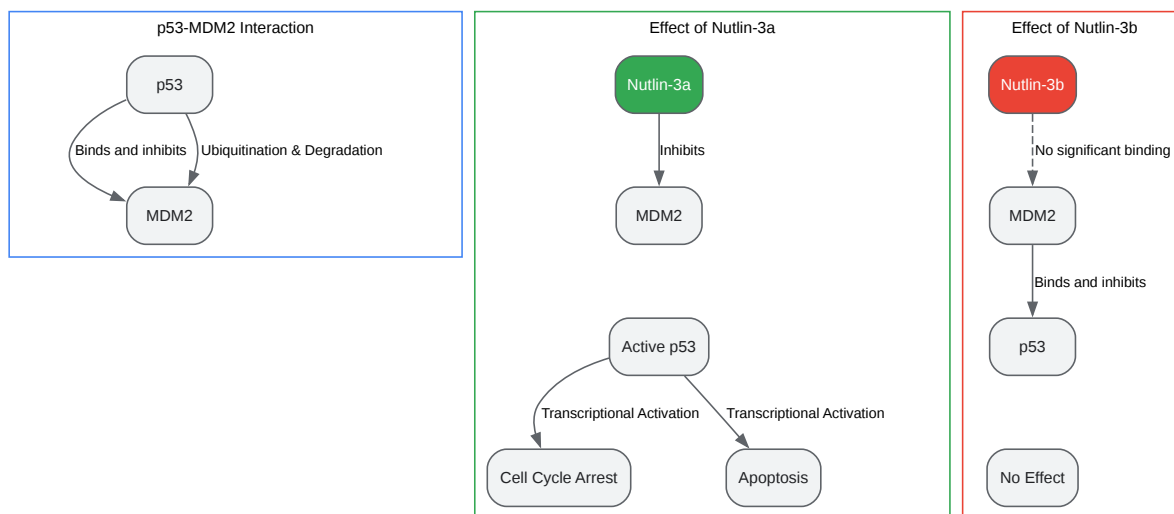 p53-MDM2 Interaction
p53
Binds and inhibits
Ubiquitination & Degradation
MDM2
Effect of Nutlin-3a
Nutlin-3a
Inhibits
MDM2
Active p53
Transcriptional Activation
Transcriptional Activation
Cell Cycle Arrest
Apoptosis
Effect of Nutlin-3b
Nutlin-3b
No significant binding
MDM2
Binds and inhibits
p53
No Effect